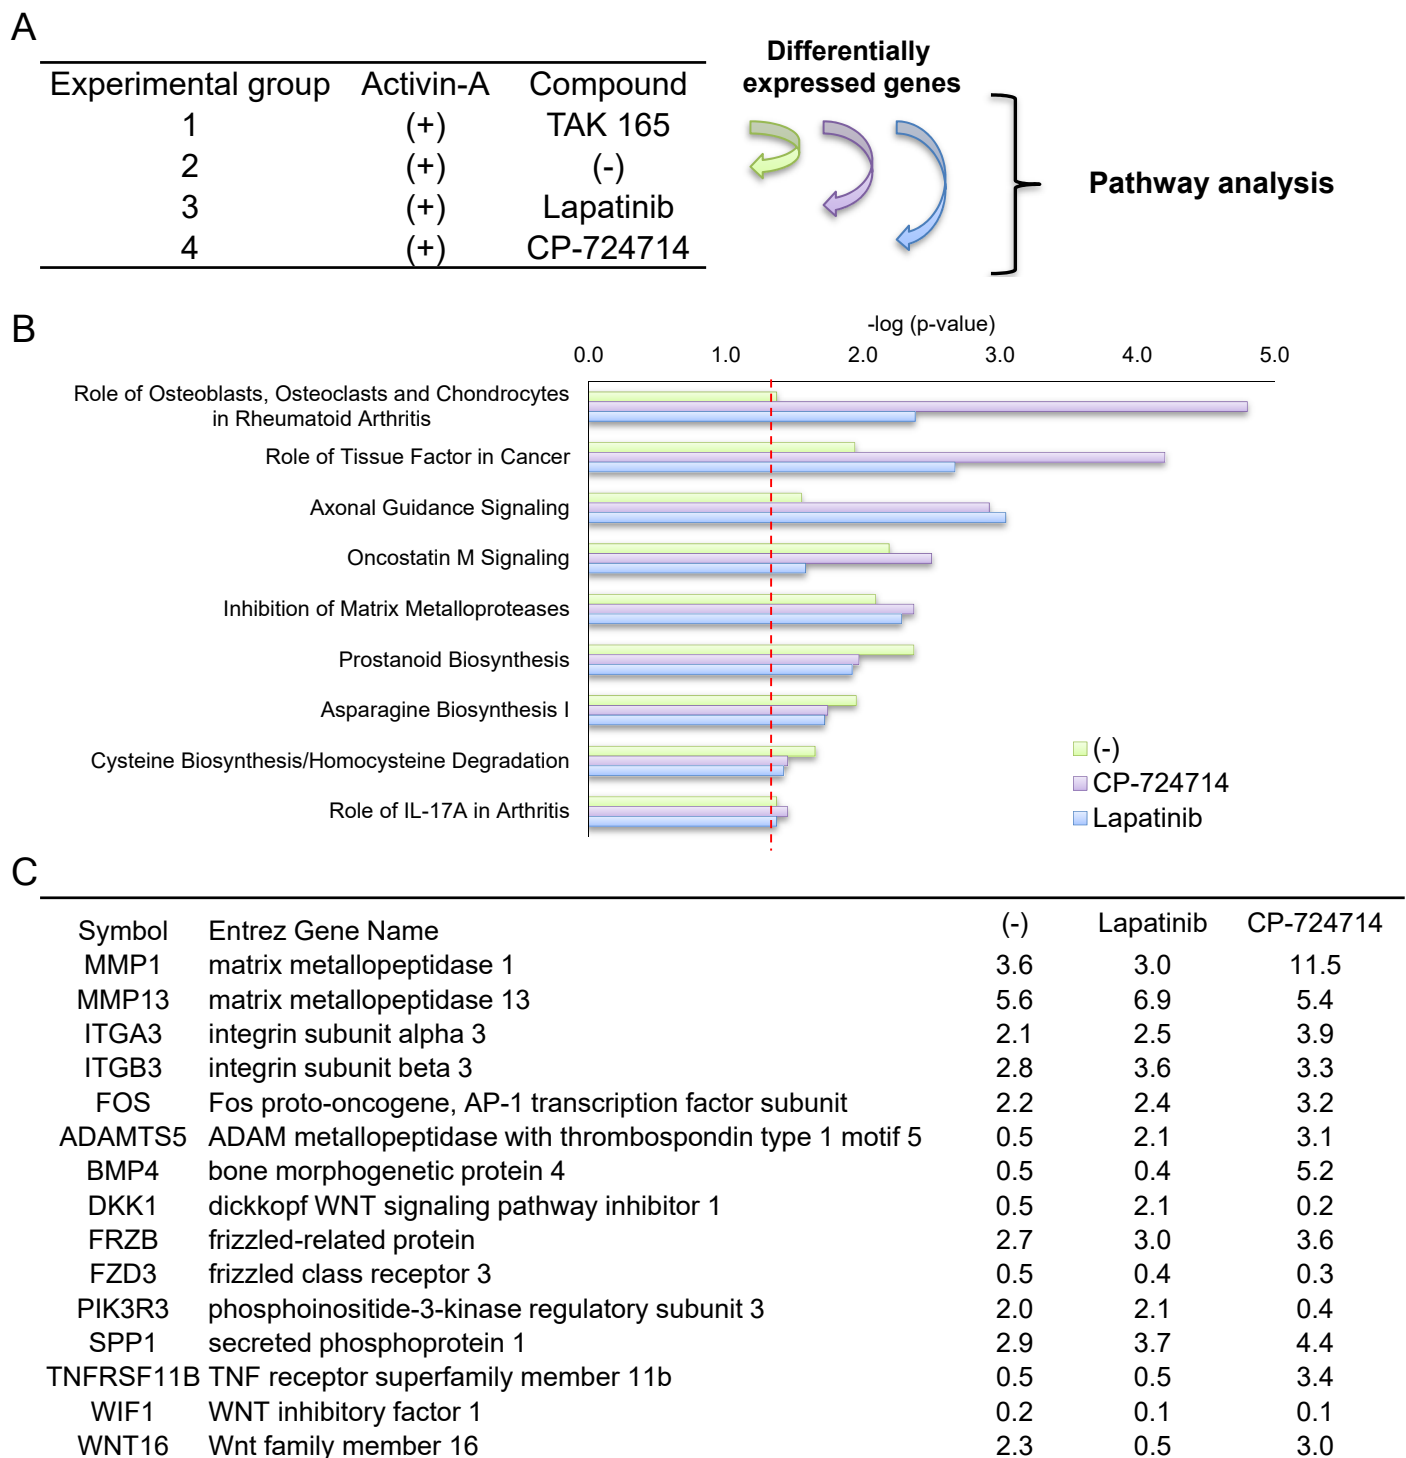 A
Differentially
expressed genes
Experimental group Activin-A Compound
1 (+) TAK 165
2 (+) (-)
3 (+) Lapatinib
4 (+) CP-724714
Pathway analysis
B
-log (p-value)
0.0 1.0 2.0 3.0 4.0 5.0
Role of Osteoblasts, Osteoclasts and Chondrocytes
in Rheumatoid Arthritis
Role of Tissue Factor in Cancer
Axonal Guidance Signaling
Oncostatin M Signaling
Inhibition of Matrix Metalloproteases
Prostanoid Biosynthesis
Asparagine Biosynthesis I
Cysteine Biosynthesis/Homocysteine Degradation
Role of IL-17A in Arthritis
(-)
CP-724714
Lapatinib
C
Symbol Entrez Gene Name (-) Lapatinib CP-724714
MMP1 matrix metallopeptidase 1 3.6 3.0 11.5
MMP13 matrix metallopeptidase 13 5.6 6.9 5.4
ITGA3 integrin subunit alpha 3 2.1 2.5 3.9
ITGB3 integrin subunit beta 3 2.8 3.6 3.3
FOS Fos proto-oncogene, AP-1 transcription factor subunit 2.2 2.4 3.2
ADAMTS5 ADAM metallopeptidase with thrombospondin type 1 motif 5 0.5 2.1 3.1
BMP4 bone morphogenetic protein 4 0.5 0.4 5.2
DKK1 dickkopf WNT signaling pathway inhibitor 1 0.5 2.1 0.2
FRZB frizzled-related protein 2.7 3.0 3.6
FZD3 frizzled class receptor 3 0.5 0.4 0.3
PIK3R3 phosphoinositide-3-kinase regulatory subunit 3 2.0 2.1 0.4
SPP1 secreted phosphoprotein 1 2.9 3.7 4.4
TNFRSF11B TNF receptor superfamily member 11b 0.5 0.5 3.4
WIF1 WNT inhibitory factor 1 0.2 0.1 0.1
WNT16 Wnt family member 16 2.3 0.5 3.0